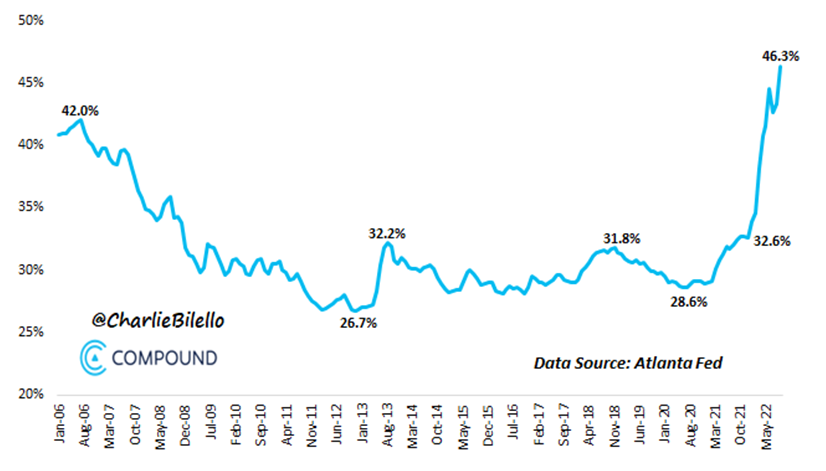 50%
46.3%
45%
42.0%
40%
35%
32.2%
31.8%
32.6%
30%
28.6%
26.7%
25%
@CharlieBilello
COMPOUND
Data Source: Atlanta Fed
20%
Jan-06
Aug-06
Mar-07
Oct-07
May-08
Dec-08
Jul-09
Feb-10
Sep-10
Apr-11
Nov-11
Jun-12
Jan-13
Aug-13
Mar-14
Oct-14
May-15
Dec-15
Jul-16
Feb-17
Sep-17
Apr-18
Nov-18
Jun-19
Jan-20
Aug-20
Mar-21
Oct-21
May-22